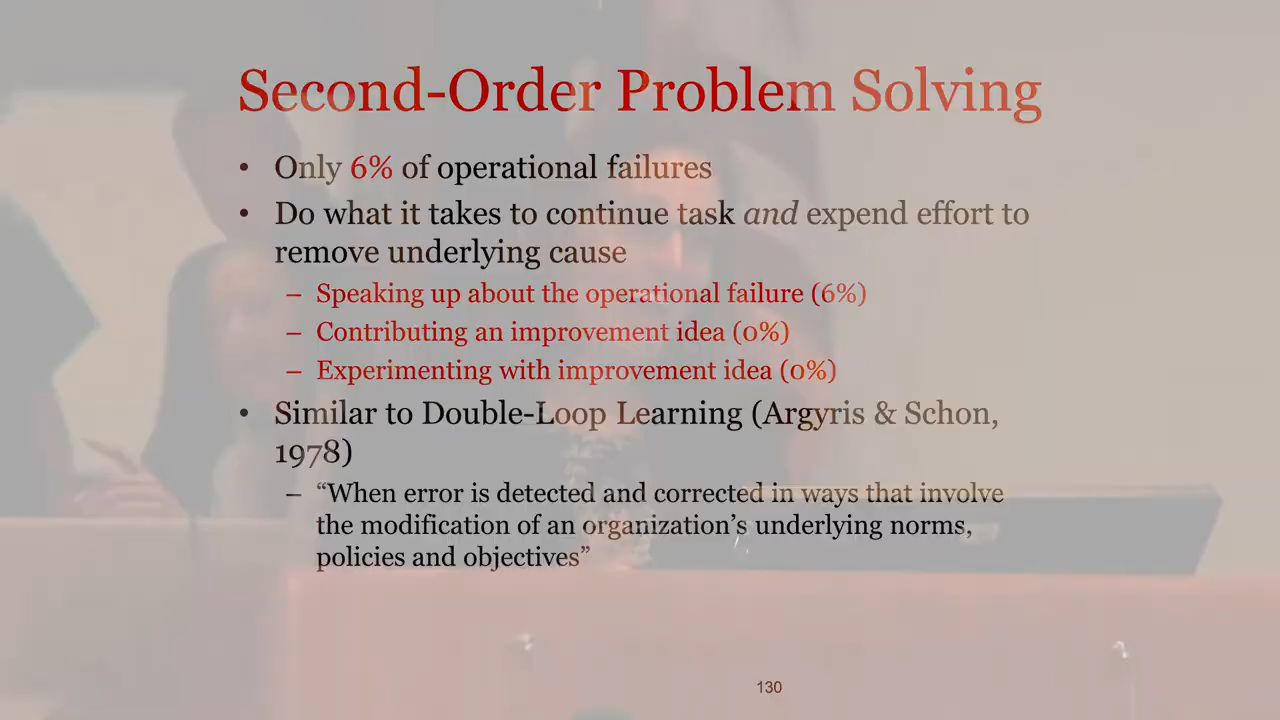 Second-Order Problem Solving
• Only 6% of operational failures
• Do what it takes to continue task and expend effort to
remove underlying cause
– Speaking up about the operational failure (6%)
– Contributing an improvement idea (0%)
– Experimenting with improvement idea (0%)
• Similar to Double-Loop Learning (Argyris & Schon,
1978)
– “When error is detected and corrected in ways that involve
the modification of an organization’s underlying norms,
policies and objectives”
130